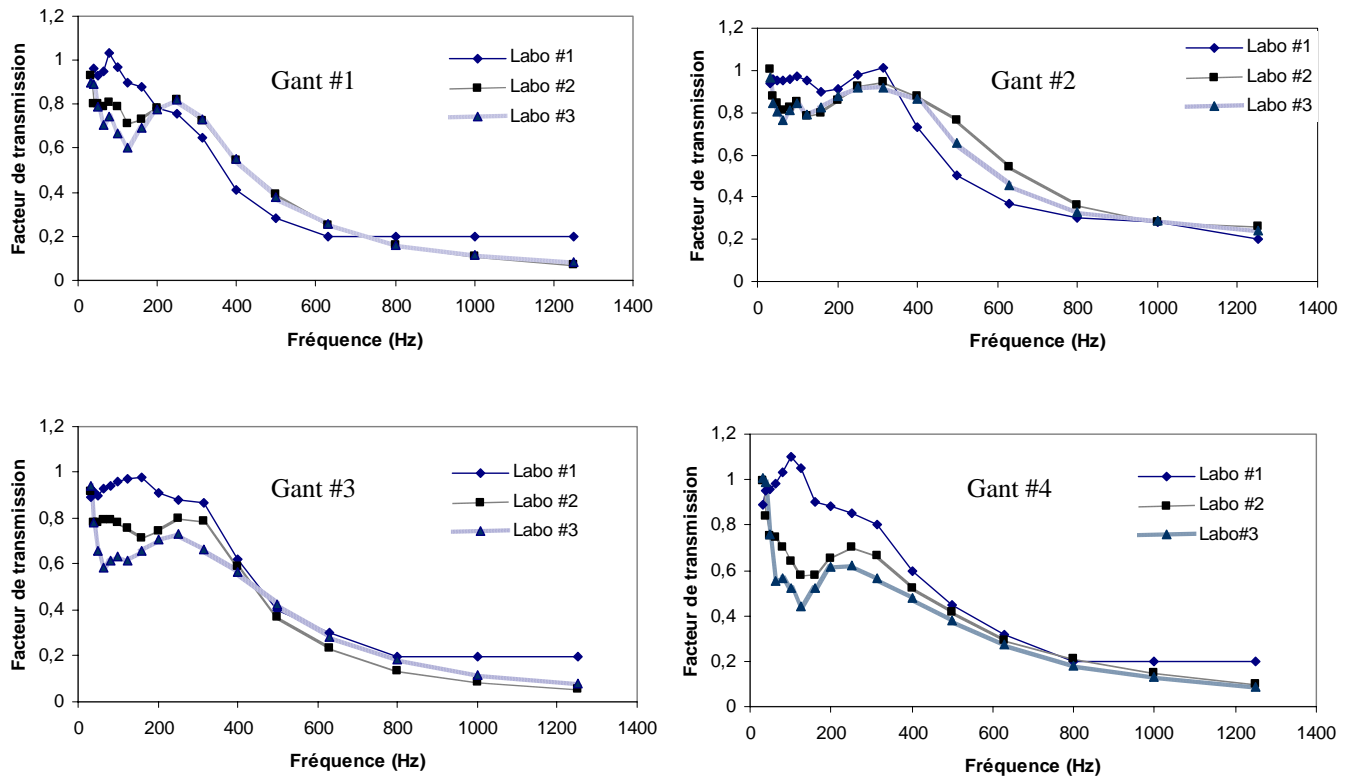 Facteur de transmission
1,2
1
0,8
0,6
0,4
0,2
0
Gant #1
Labo #1
Labo #2
Labo #3
0 200 400 600 800 1000 1200 1400
Fréquence (Hz)
Facteur de transmission
1,2
1
0,8
0,6
0,4
0,2
0
Gant #2
Labo #1
Labo #2
Labo #3
0 200 400 600 800 1000 1200 1400
Fréquence (Hz)
Facteur de transmission
1,2
1
0,8
0,6
0,4
0,2
0
Gant #3
Labo #1
Labo #2
Labo #3
0 200 400 600 800 1000 1200 1400
Fréquence (Hz)
Facteur de transmission
1,2
1
0,8
0,6
0,4
0,2
0
Gant #4
Labo #1
Labo #2
Labo#3
0 200 400 600 800 1000 1200 1400
Fréquence (Hz)